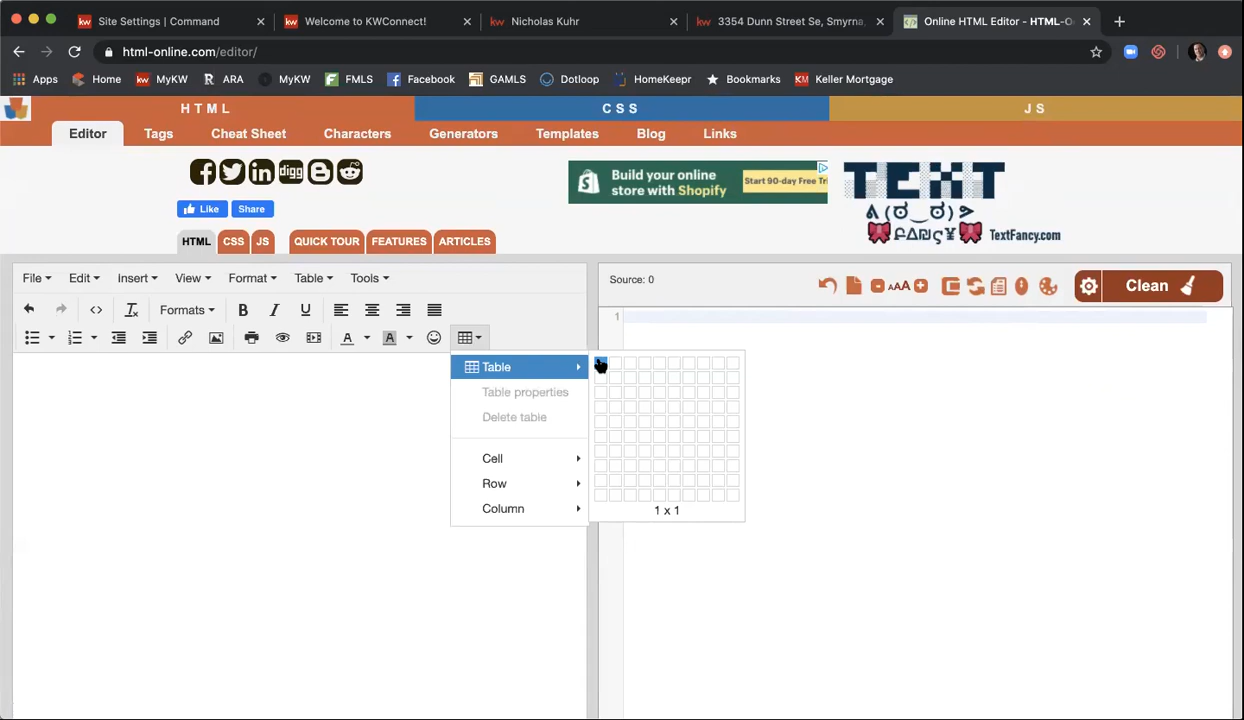 Site Settings | Command
Welcome to KWConnect!
Nicholas Kuhr
3354 Dunn Street Se, Smyrna,
Online HTML Editor - HTML-O
html-online.com/editor/
Apps
Home
MyKW
ARA
MyKW
FMLS
Facebook
GAMLS
Dotloop
HomeKeepr
Bookmarks
Keller Mortgage
HTML
CSS
JS
Editor
Tags
Cheat Sheet
Characters
Generators
Templates
Blog
Links
digg
Build your online
store with Shopify
Start 90-day Free Tri
TEXT
TextFancy.com
Like
Share
HTML
CSS
JS
QUICK TOUR
FEATURES
ARTICLES
File
Edit
Insert
View
Format
Table
Tools
Source: 0
AAA
Clean
Formats
B
I
U
A
A
1
Table
Table properties
Delete table
Cell
Row
Column
1 x 1